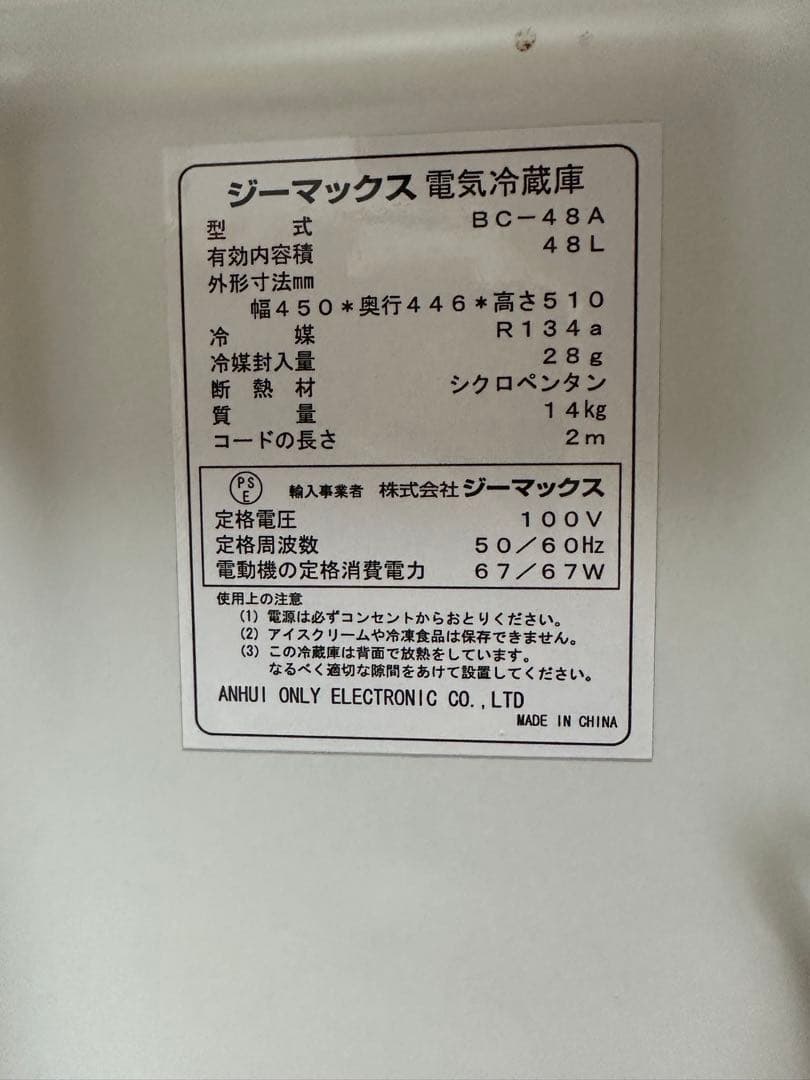 ジーマックス 電気冷蔵庫
型式 BC-48A
有効内容積 48L
外形寸法mm
幅450*奥行446*高さ510
冷媒 R134a
冷媒封入量 28g
断熱材 シクロペンタン
質量 14kg
コードの長さ 2m
PSE 輸入事業者 株式会社ジーマックス
定格電圧 100V
定格周波数 50/60Hz
電動機の定格消費電力 67/67W
使用上の注意
(1) 電源は必ずコンセントからおとりください。
(2) アイスクリームや冷凍食品は保存できません。
(3) この冷蔵庫は背面で放熱をしています。
なるべく適切な隙間をあけて設置してください。
ANHUI ONLY ELECTRONIC CO.,LTD
MADE IN CHINA